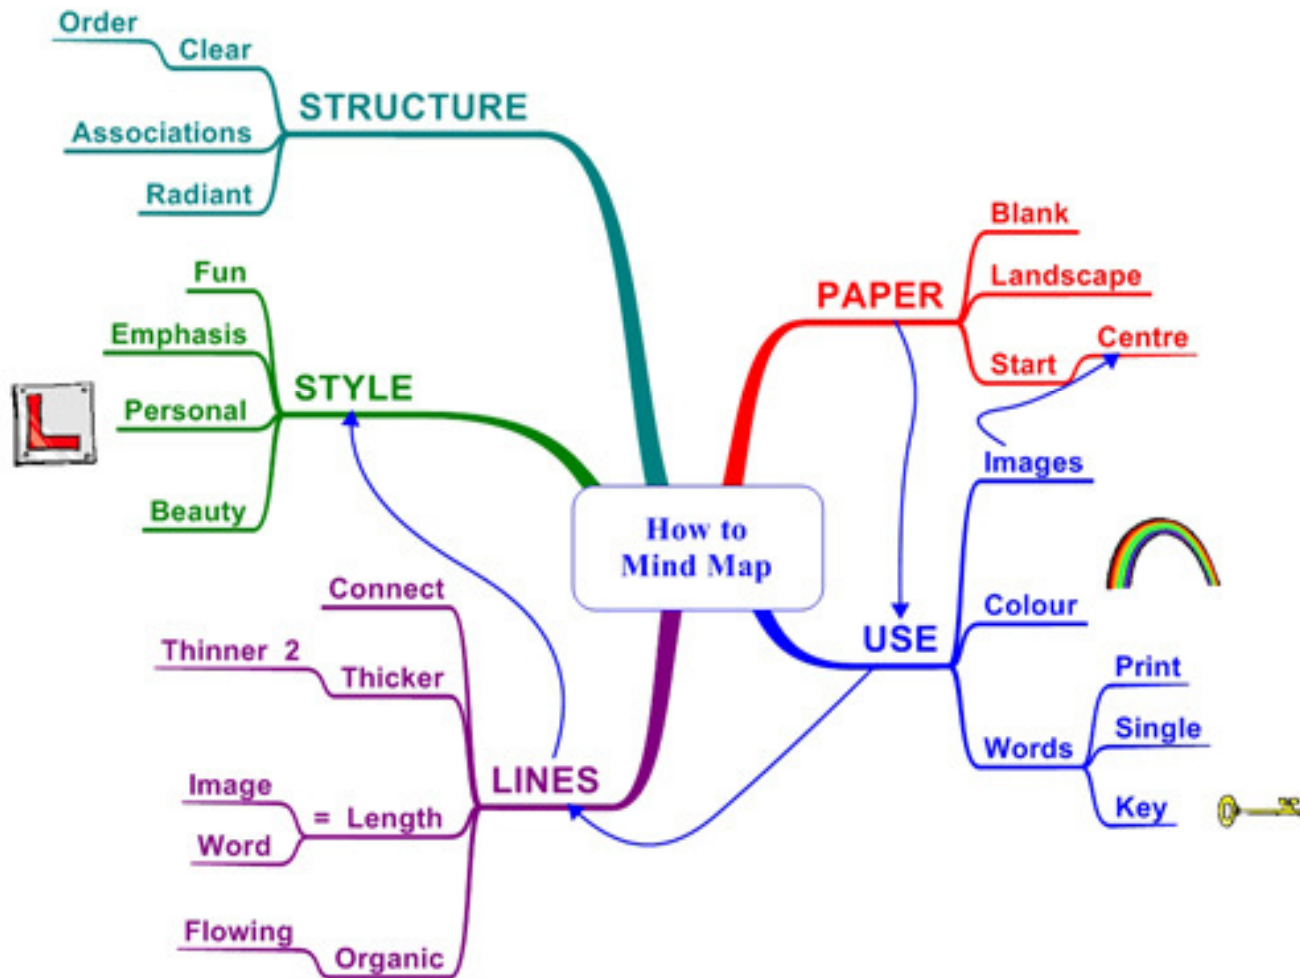 How to
Mind Map
PAPER
Blank
Landscape
Start
Centre
USE
Images
Colour
Words
Print
Single
Key
LINES
Connect
Thicker
Thinner 2
= Length
Image
Word
Organic
Flowing
STYLE
Fun
Emphasis
Personal
Beauty
L
STRUCTURE
Clear
Order
Associations
Radiant